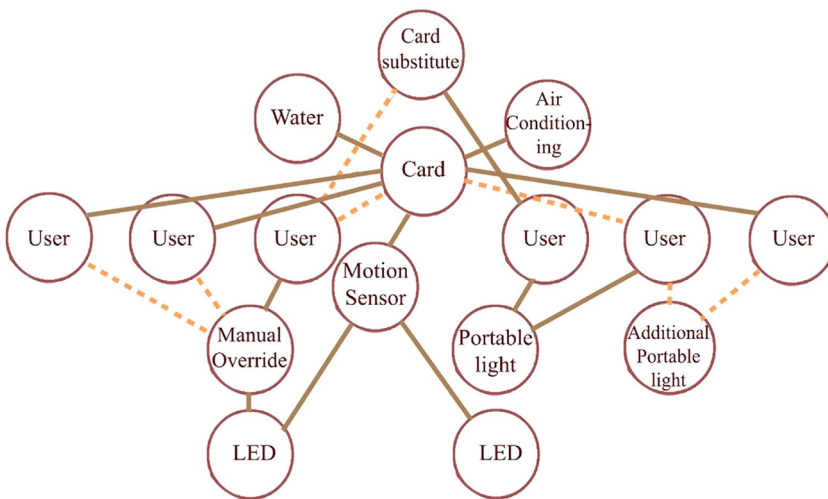 Card
substitute
Water
Air
Condition-
ing
Card
User
User
User
User
User
User
Motion
Sensor
Manual
Override
Portable
light
Additional
Portable
light
LED
LED